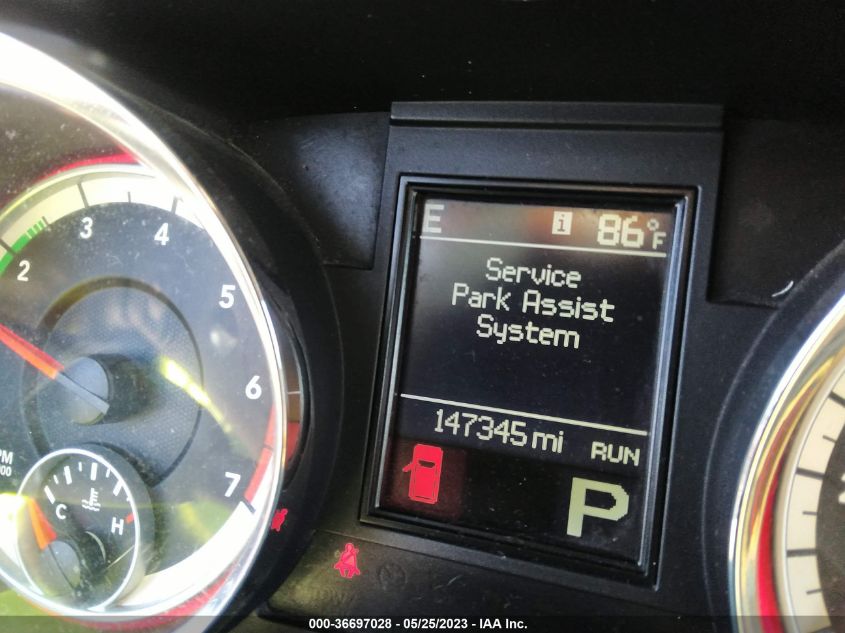 E i 86°F
Service
Park Assist
System
147345 mi RUN
P
2 3 4 5 6 7
C H
000-36697028 - 05/25/2023 - IAA Inc.